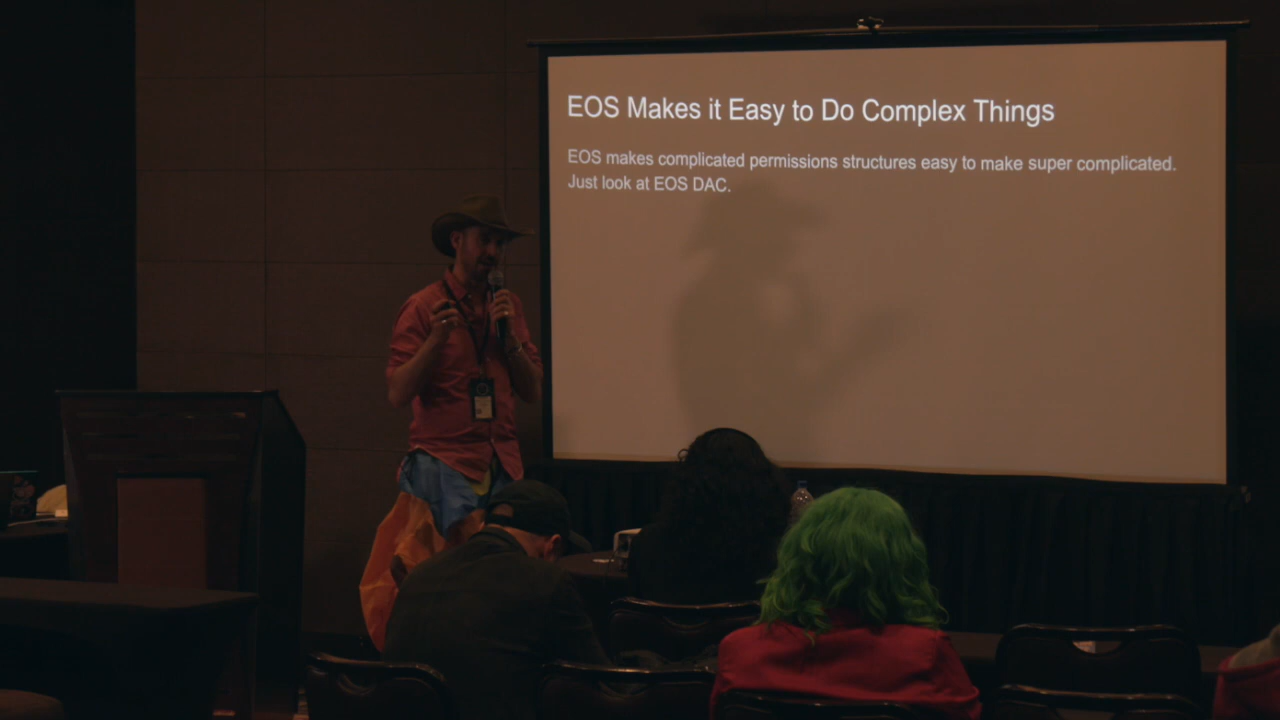 EOS Makes it Easy to Do Complex Things
EOS makes complicated permissions structures easy to make super complicated.
Just look at EOS DAC.